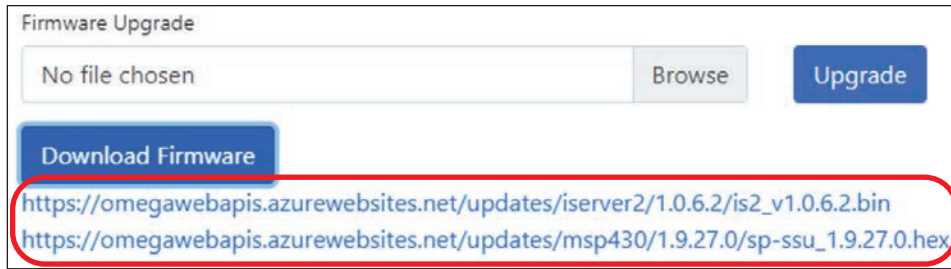 Firmware Upgrade
No file chosen Browse Upgrade
Download Firmware
https://omegawebapis.azurewebsites.net/updates/iserver2/1.0.6.2/is2_v1.0.6.2.bin
https://omegawebapis.azurewebsites.net/updates/msp430/1.9.27.0/sp-ssu_1.9.27.0.hex